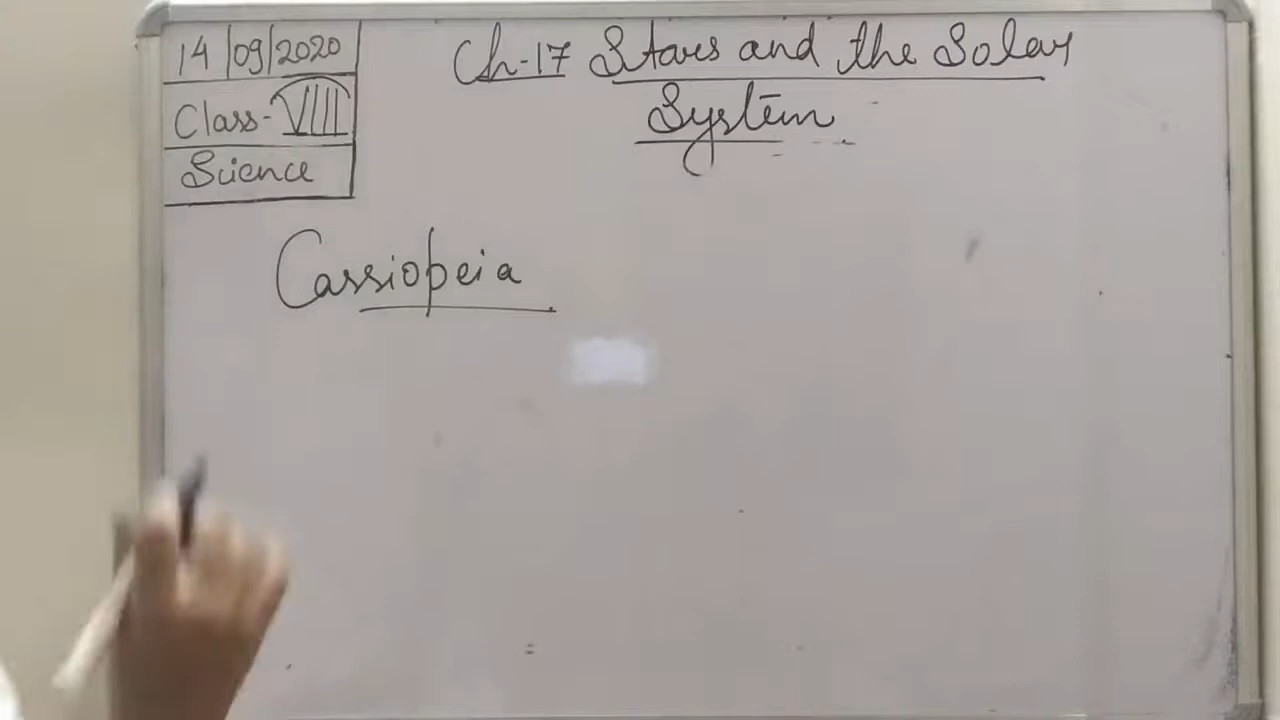 14/09/2020
Class-VIII
Science
Ch-17 Stars and the Solar
System
Cassiopeia